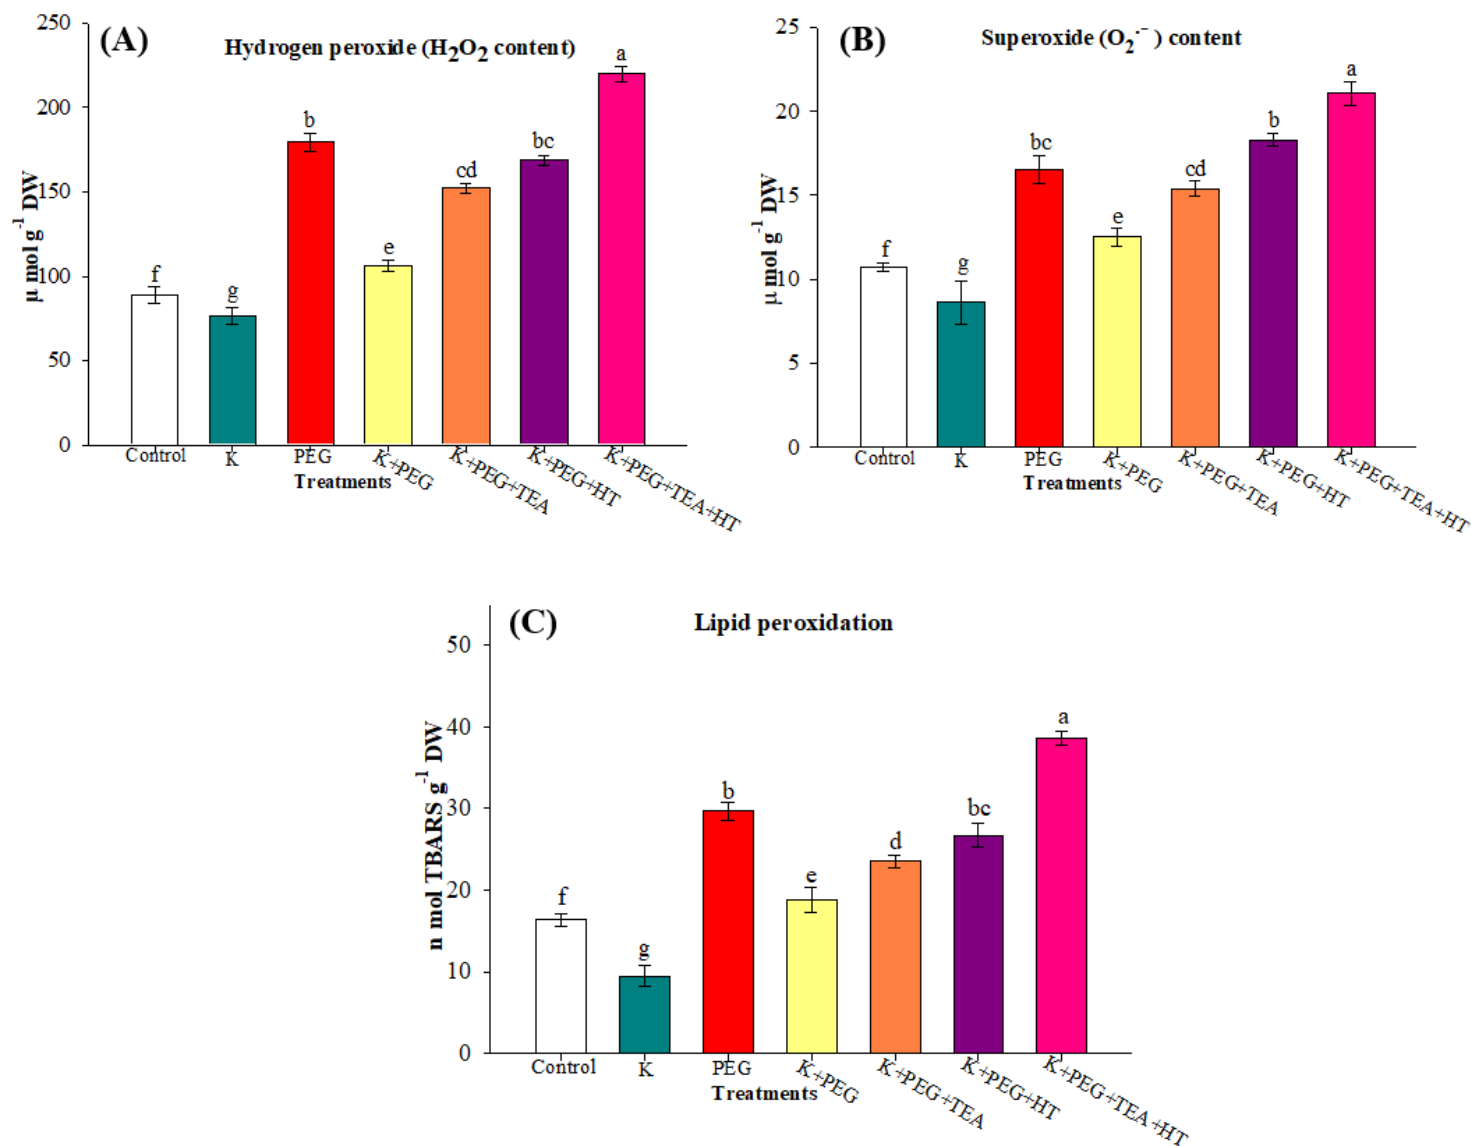 (A)
Hydrogen peroxide (H₂O₂ content)
μ mol g⁻¹ DW
250
200
150
100
50
0
f
g
b
e
cd
bc
a
Control
K
PEG
K+PEG
K+PEG+TEA
K+PEG+HT
K+PEG+TEA+HT
Treatments
(B)
Superoxide (O₂·⁻ ) content
μ mol g⁻¹ DW
25
20
15
10
5
0
f
g
bc
e
cd
b
a
Control
K
PEG
K+PEG
K+PEG+TEA
K+PEG+HT
K+PEG+TEA+HT
Treatments
(C)
Lipid peroxidation
n mol TBARS g⁻¹ DW
50
40
30
20
10
0
f
g
b
e
d
bc
a
Control
K
PEG
K+PEG
K+PEG+TEA
K+PEG+HT
K+PEG+TEA+HT
Treatments